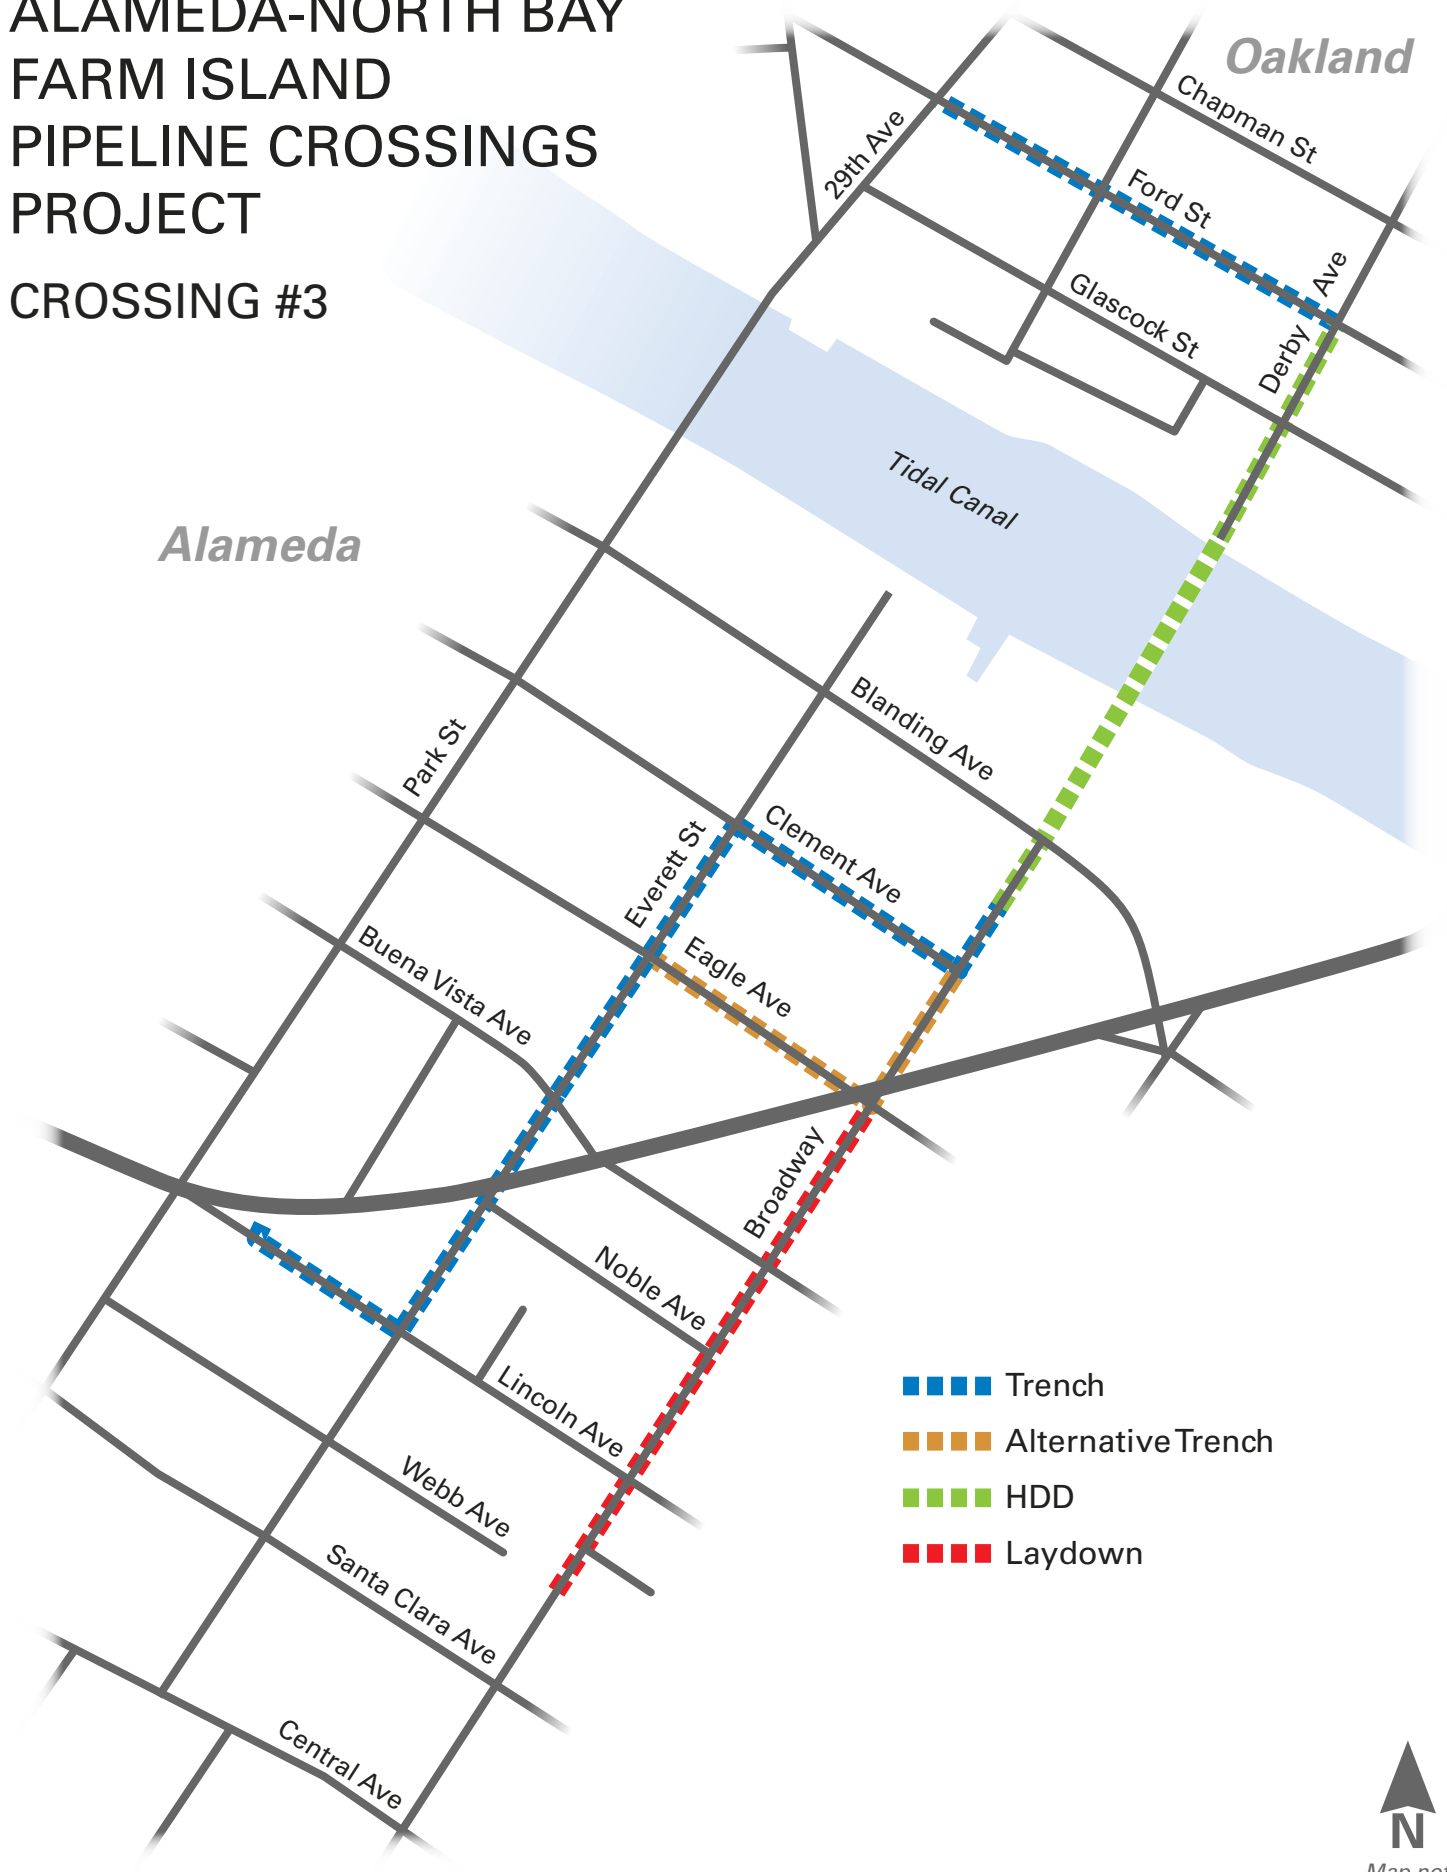 ALAMEDA-NORTH BAY
FARM ISLAND
PIPELINE CROSSINGS
PROJECT
CROSSING #3
Oakland
Chapman St
29th Ave
Ford St
Derby Ave
Glascock St
Tidal Canal
Alameda
Blanding Ave
Park St
Clement Ave
Everett St
Eagle Ave
Buena Vista Ave
Broadway
Noble Ave
Lincoln Ave
Webb Ave
Santa Clara Ave
Central Ave
Trench
Alternative Trench
HDD
Laydown
N
Map not